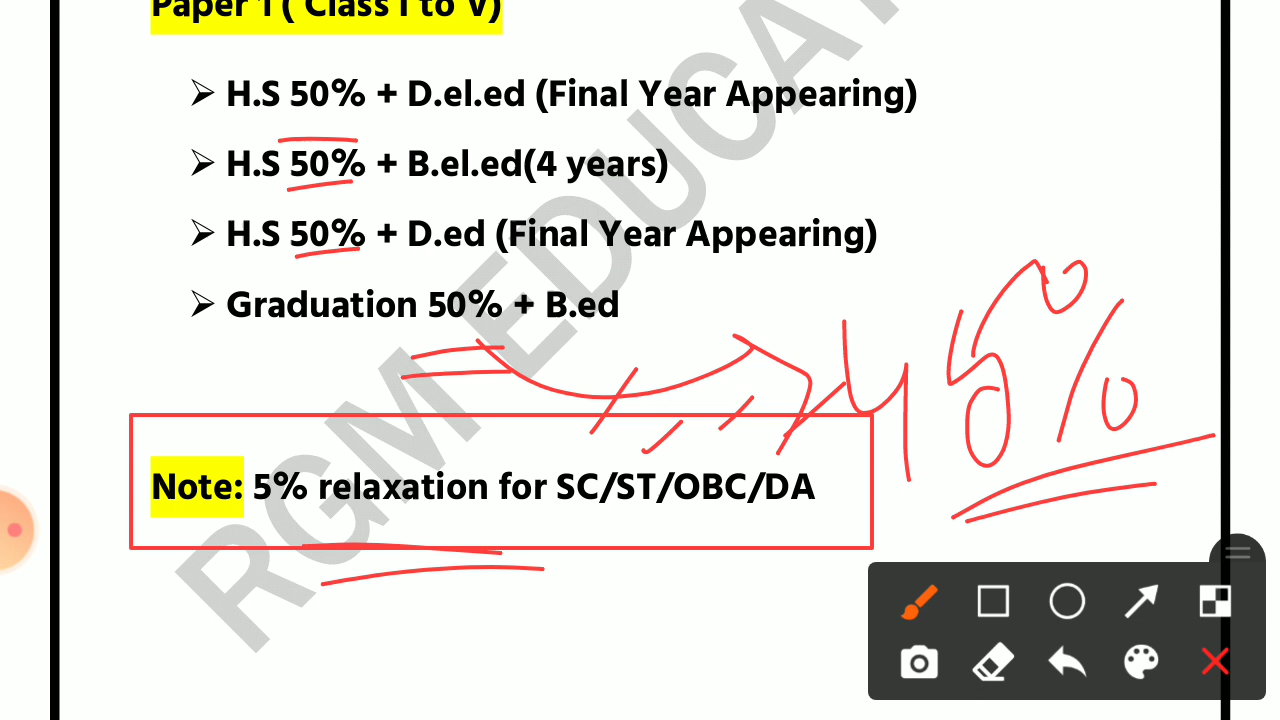 Paper 1 ( Class I to V)
➢ H.S 50% + D.el.ed (Final Year Appearing)
➢ H.S 50% + B.el.ed(4 years)
➢ H.S 50% + D.ed (Final Year Appearing)
➢ Graduation 50% + B.ed
45%
Note: 5% relaxation for SC/ST/OBC/DA
RGM EDUCA